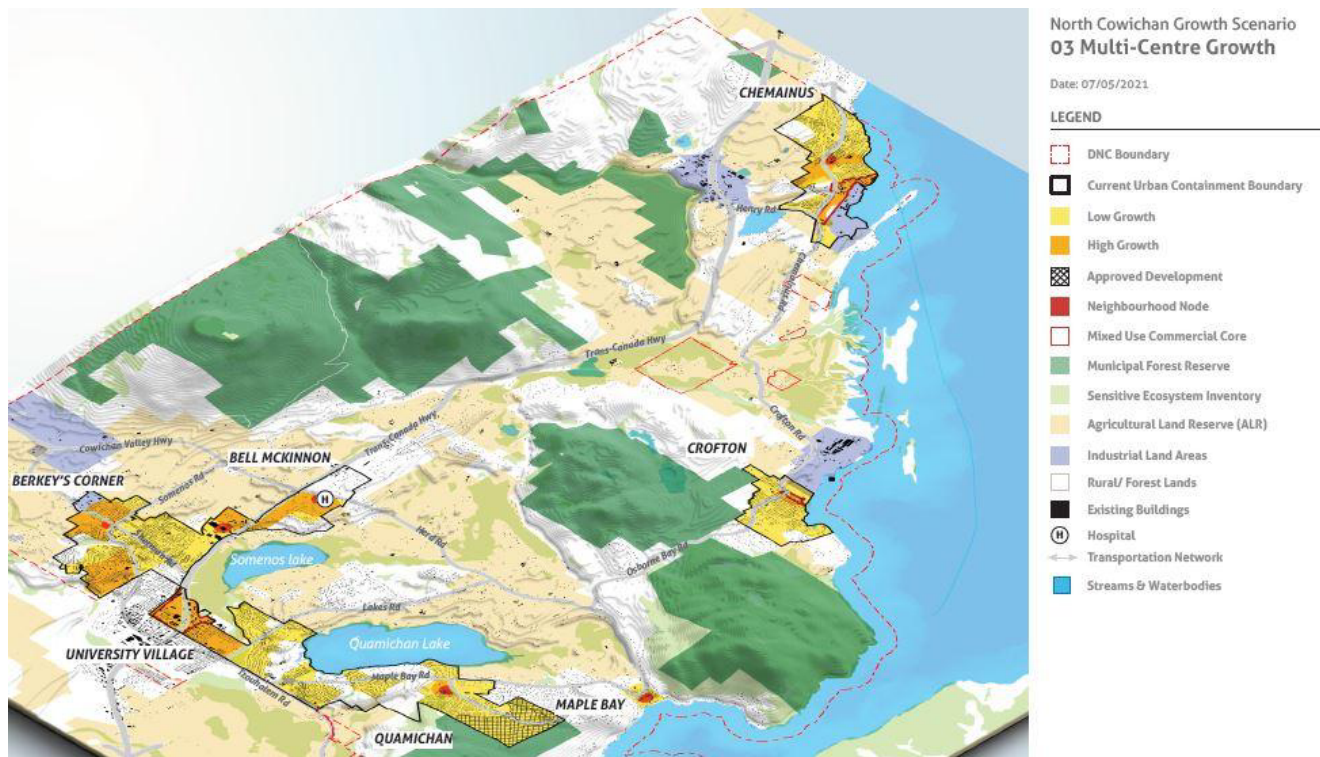 North Cowichan Growth Scenario
03 Multi-Centre Growth
Date: 07/05/2021
LEGEND
DNC Boundary
Current Urban Containment Boundary
Low Growth
High Growth
Approved Development
Neighbourhood Node
Mixed Use Commercial Core
Municipal Forest Reserve
Sensitive Ecosystem Inventory
Agricultural Land Reserve (ALR)
Industrial Land Areas
Rural/ Forest Lands
Existing Buildings
H Hospital
Transportation Network
Streams & Waterbodies
CHEMAINUS
Henry Rd
Chemainus Rd
Trans-Canada Hwy
Crofton Rd
CROFTON
Cowichan Valley Hwy
Trans-Canada Hwy
BELL MCKINNON
BERKEY'S CORNER
Somenos Rd
H
Herd Rd
Osborne Bay Rd
Somenos lake
Lakes Rd
Quamichan Lake
UNIVERSITY VILLAGE
Tzouhalem Rd
Maple Bay Rd
MAPLE BAY
QUAMICHAN